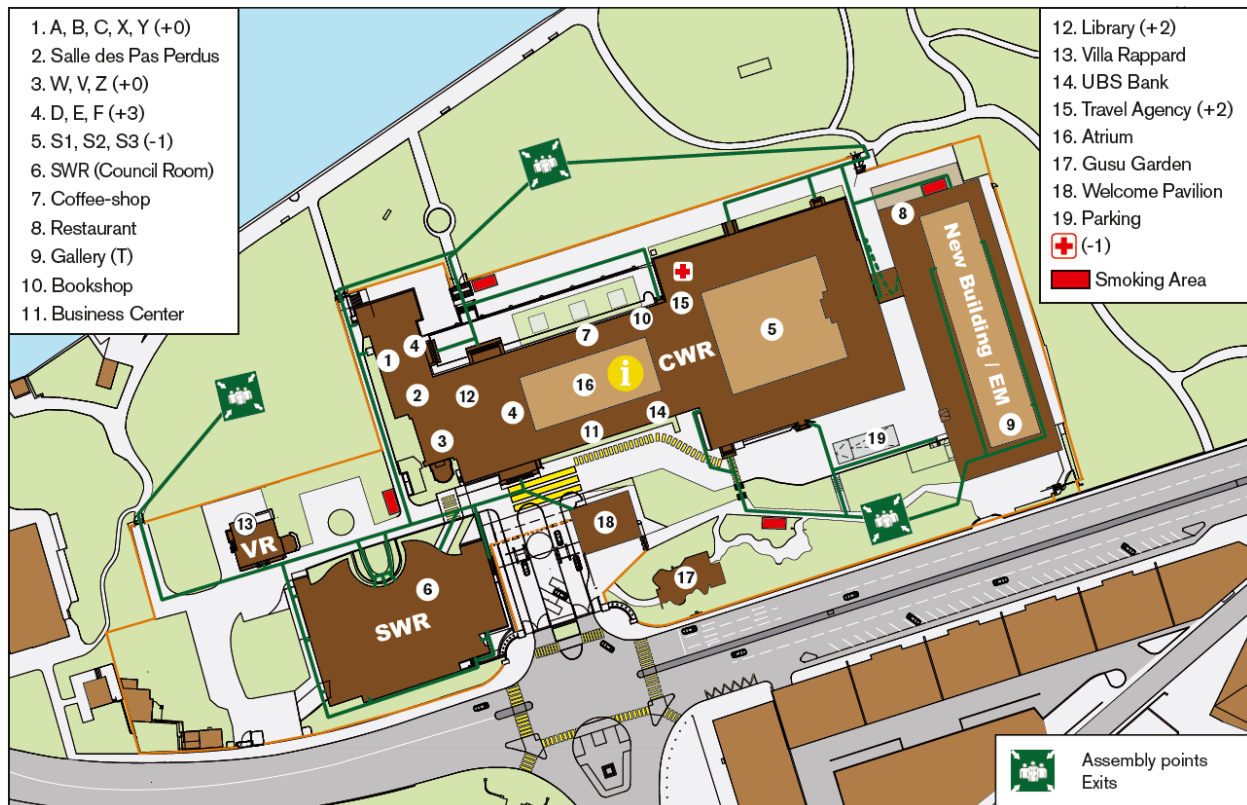 1. A, B, C, X, Y (+0)
2. Salle des Pas Perdus
3. W, V, Z (+0)
4. D, E, F (+3)
5. S1, S2, S3 (-1)
6. SWR (Council Room)
7. Coffee-shop
8. Restaurant
9. Gallery (T)
10. Bookshop
11. Business Center
12. Library (+2)
13. Villa Rappard
14. UBS Bank
15. Travel Agency (+2)
16. Atrium
17. Gusu Garden
18. Welcome Pavilion
19. Parking
(-1)
Smoking Area
8
New Building / EM
9
15
10
7
5
CWR
i
16
4
1
2
12
4
3
11
14
19
13
VR
18
17
6
SWR
Assembly points
Exits